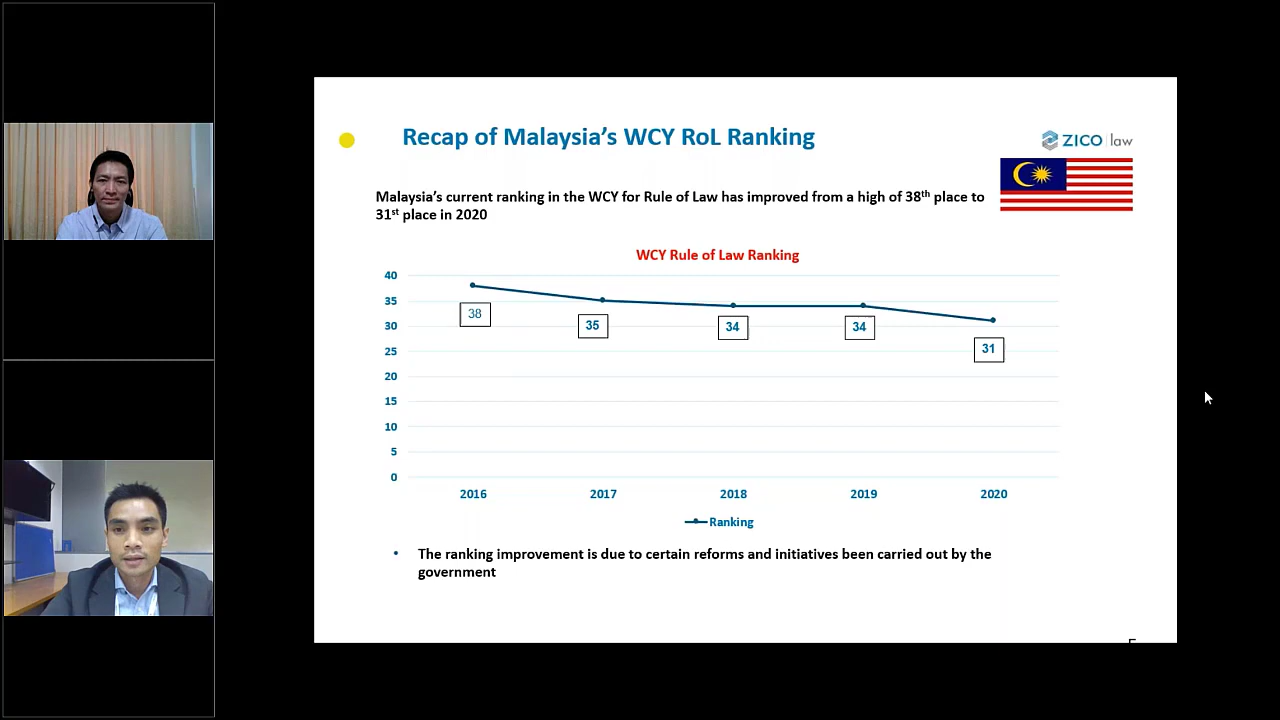 Recap of Malaysia's WCY RoL Ranking
ZICO law
Malaysia's current ranking in the WCY for Rule of Law has improved from a high of 38th place to
31st place in 2020
WCY Rule of Law Ranking
40
35
30
25
20
15
10
5
0
38
35
34
34
31
2016 2017 2018 2019 2020
Ranking
• The ranking improvement is due to certain reforms and initiatives been carried out by the
government